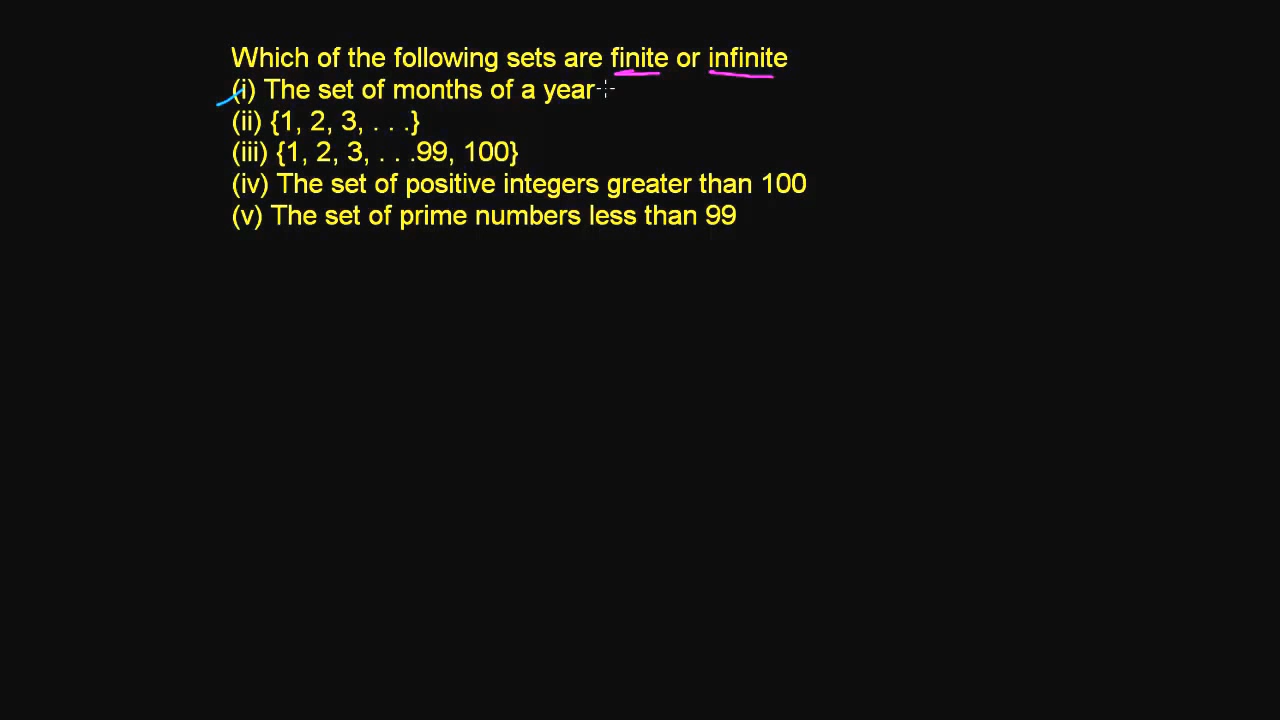 Which of the following sets are finite or infinite
(i) The set of months of a year
(ii) {1, 2, 3, . . .}
(iii) {1, 2, 3, . . .99, 100}
(iv) The set of positive integers greater than 100
(v) The set of prime numbers less than 99